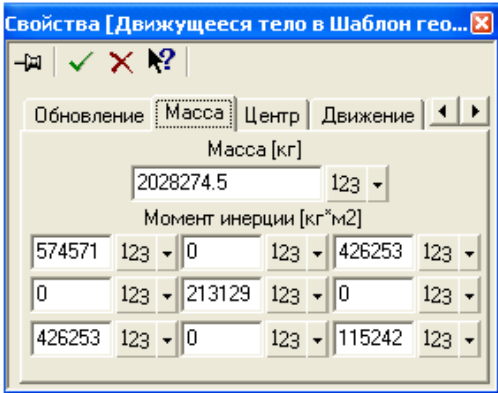 Свойства [Движущееся тело в Шаблон гео...
Обновление Масса Центр Движение
Масса [кг]
2028274.5 123
Момент инерции [кг*м2]
574571 123 0 123 426253 123
0 123 213129 123 0 123
426253 123 0 123 115242 123